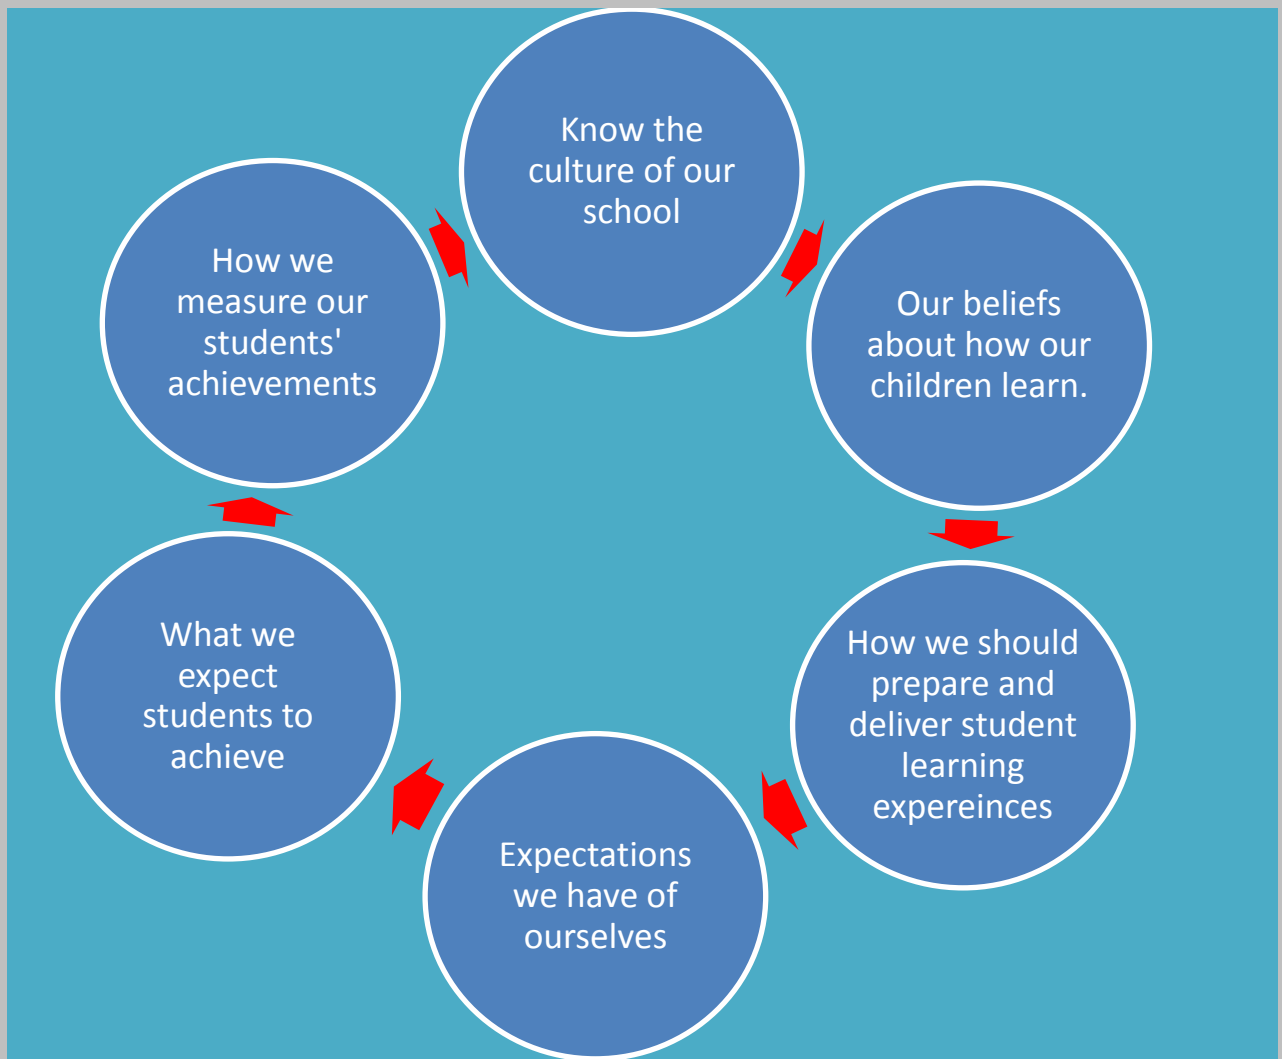 Know the
culture of our
school
Our beliefs
about how our
children learn.
How we should
prepare and
deliver student
learning
expereinces
Expectations
we have of
ourselves
What we
expect
students to
achieve
How we
measure our
students'
achievements